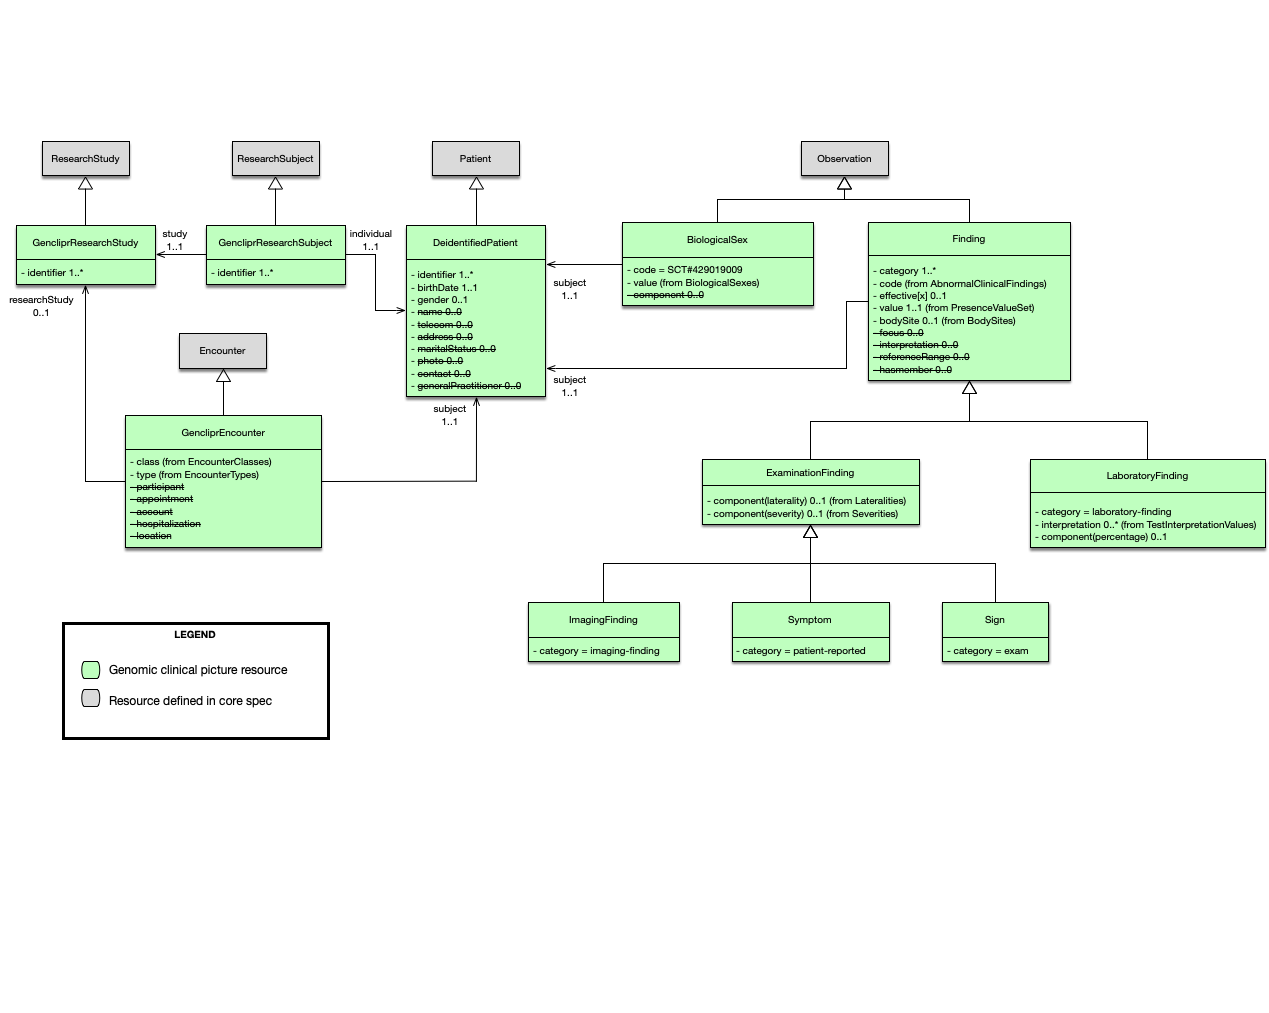 ResearchStudy
ResearchSubject
Patient
Observation
GencliprResearchStudy
- identifier 1..*
study
1..1
GencliprResearchSubject
- identifier 1..*
individual
1..1
DeidentifiedPatient
- identifier 1..*
- birthDate 1..1
- gender 0..1
- name 0..0
- telecom 0..0
- address 0..0
- maritalStatus 0..0
- photo 0..0
- contact 0..0
- generalPractitioner 0..0
subject
1..1
BiologicalSex
- code = SCT#429019009
- value (from BiologicalSexes)
- component 0..0
Finding
- category 1..*
- code (from AbnormalClinicalFindings)
- effective[x] 0..1
- value 1..1 (from PresenceValueSet)
- bodySite 0..1 (from BodySites)
- focus 0..0
- interpretation 0..0
- referenceRange 0..0
- hasmember 0..0
subject
1..1
researchStudy
0..1
Encounter
GencliprEncounter
- class (from EncounterClasses)
- type (from EncounterTypes)
- participant
- appointment
- account
- hospitalization
- location
subject
1..1
ExaminationFinding
- component(laterality) 0..1 (from Lateralities)
- component(severity) 0..1 (from Severities)
LaboratoryFinding
- category = laboratory-finding
- interpretation 0..* (from TestInterpretationValues)
- component(percentage) 0..1
ImagingFinding
- category = imaging-finding
Symptom
- category = patient-reported
Sign
- category = exam
LEGEND
Genomic clinical picture resource
Resource defined in core spec